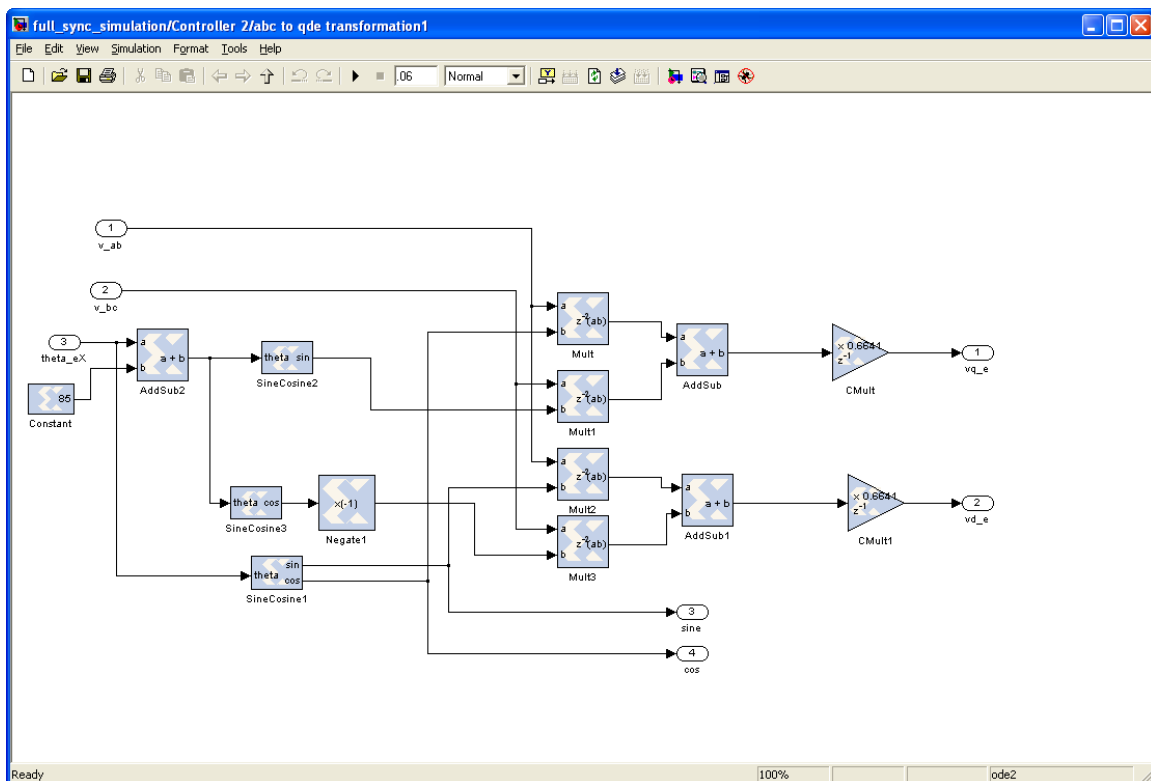 full_sync_simulation/Controller 2/abc to qde transformation1
File Edit View Simulation Format Tools Help
.06 Normal
1
v_ab
2
v_bc
3
theta_eX
a
b
a + b
AddSub2
85
Constant
theta sin
SineCosine2
theta cos
SineCosine3
x(-1)
Negate1
theta
sin
cos
SineCosine1
a
b
z⁻²(ab)
Mult
a
b
z⁻²(ab)
Mult1
a
b
z⁻²(ab)
Mult2
a
b
z⁻²(ab)
Mult3
a
b
a + b
AddSub
a
b
a + b
AddSub1
x 0.6641
z⁻¹
CMult
x 0.6641
z⁻¹
CMult1
1
vq_e
2
vd_e
3
sine
4
cos
Ready 100% ode2